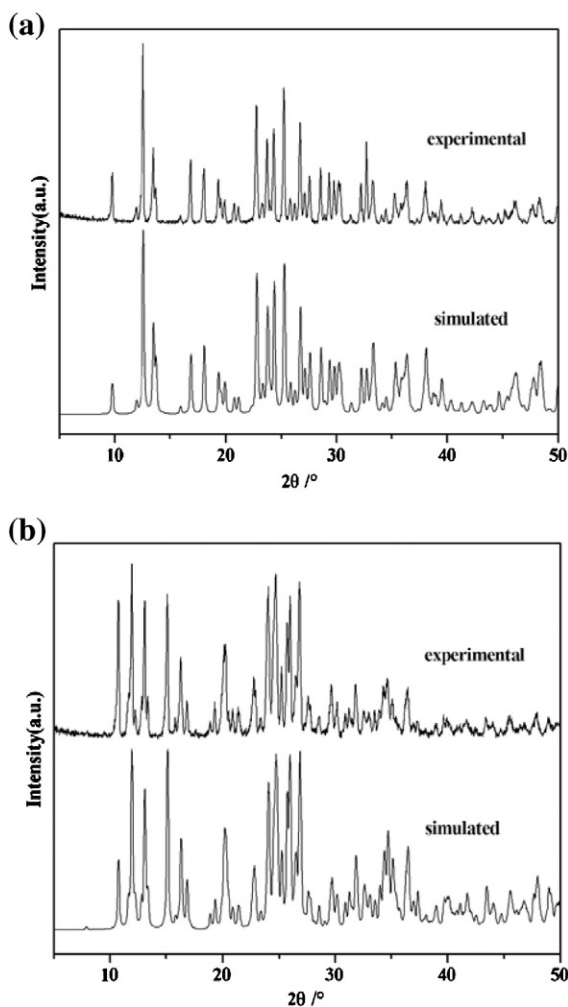 (a)
experimental
simulated
Intensity(a.u.)
10 20 30 40 50
2θ /°
(b)
experimental
simulated
Intensity(a.u.)
10 20 30 40 50
2θ /°